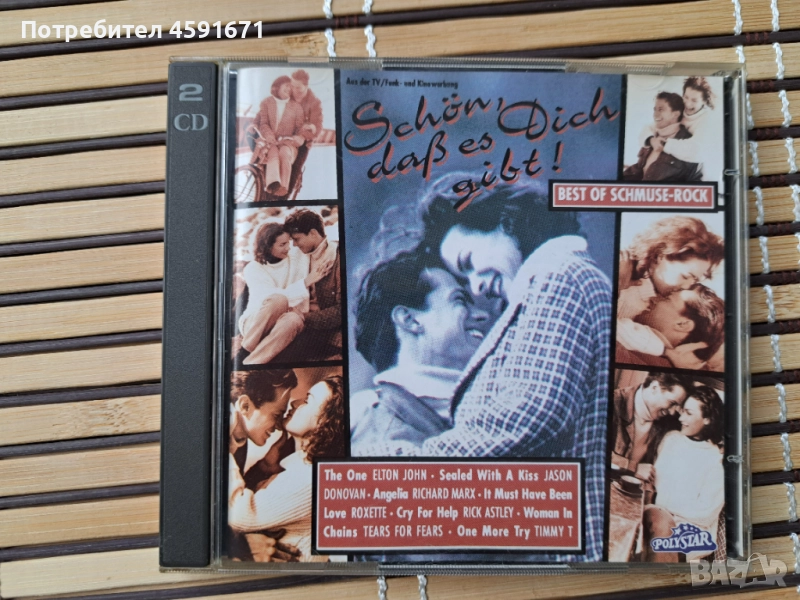 Потребител 4591671
2
CD
Aus der TV/Funk- und Kinowerbung
Schön,
daß es Dich
gibt!
BEST OF SCHMUSE-ROCK
The One ELTON JOHN · Sealed With A Kiss JASON
DONOVAN · Angelia RICHARD MARX · It Must Have Been
Love ROXETTE · Cry For Help RICK ASTLEY · Woman In
Chains TEARS FOR FEARS · One More Try TIMMY T
POLYSTAR
Bazar.bg